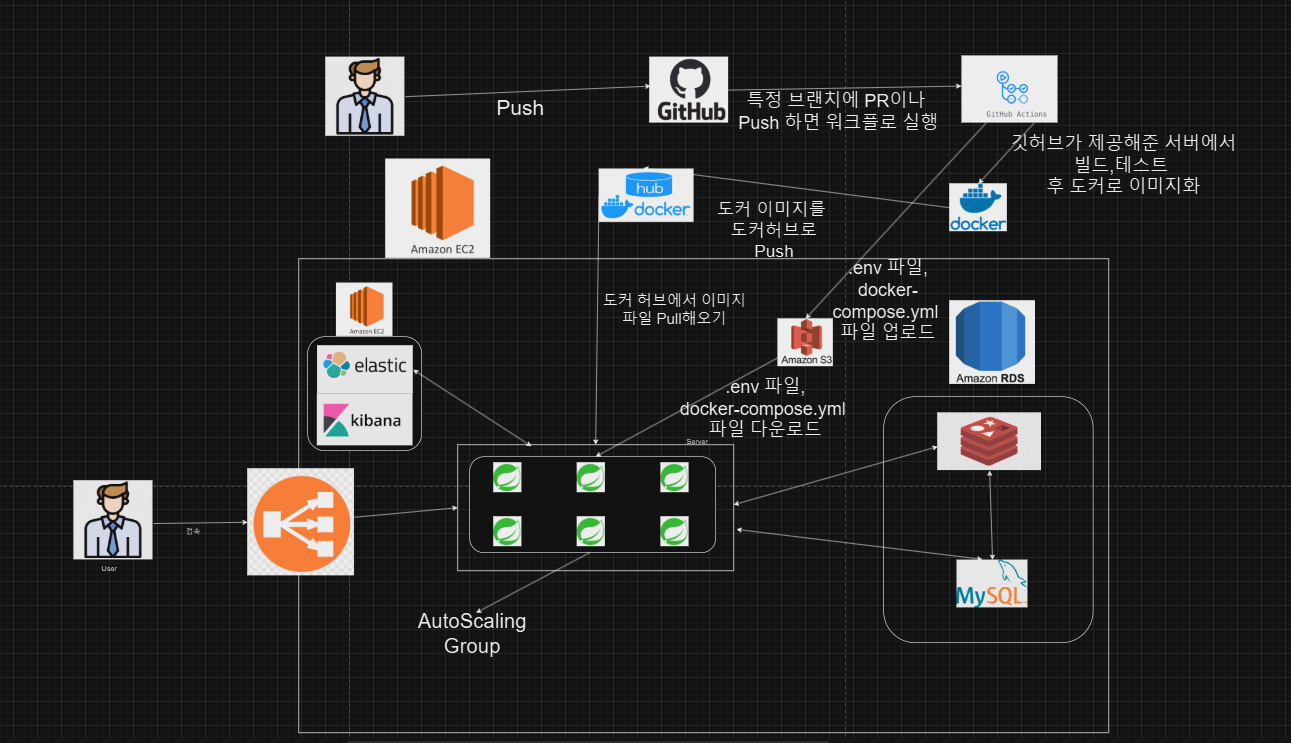 Push
GitHub
특정 브랜치에 PR이나
Push 하면 워크플로 실행
GitHub Actions
깃허브가 제공해준 서버에서
빌드,테스트
후 도커로 이미지화
Amazon EC2
hub
docker
도커 이미지를
도커허브로
Push
docker
.env 파일,
docker-
compose.yml
파일 업로드
도커 허브에서 이미지
파일 Pull해오기
Amazon EC2
elastic
kibana
Amazon S3
Amazon RDS
.env 파일,
docker-compose.yml
파일 다운로드
Server
접속
User
MySQL
AutoScaling
Group